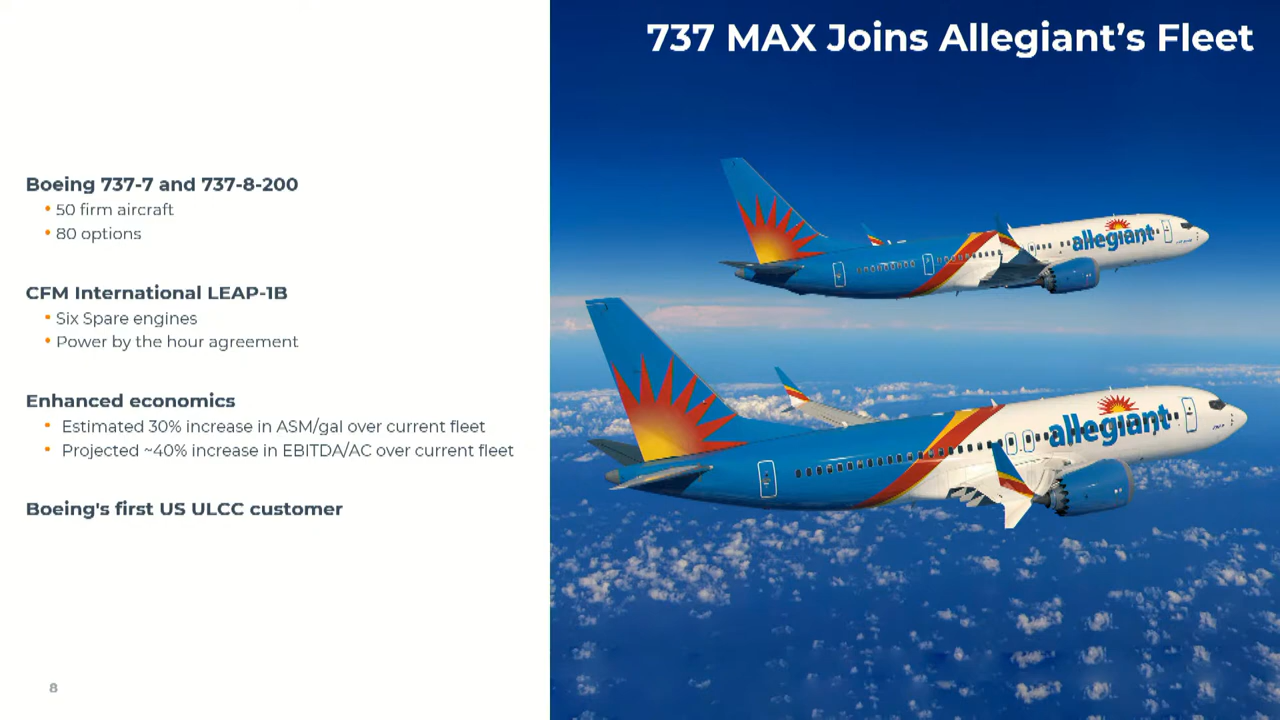 737 MAX Joins Allegiant's Fleet
Boeing 737-7 and 737-8-200
• 50 firm aircraft
• 80 options
CFM International LEAP-1B
• Six Spare engines
• Power by the hour agreement
Enhanced economics
• Estimated 30% increase in ASM/gal over current fleet
• Projected ~40% increase in EBITDA/AC over current fleet
Boeing's first US ULCC customer
allegiant
allegiant
8